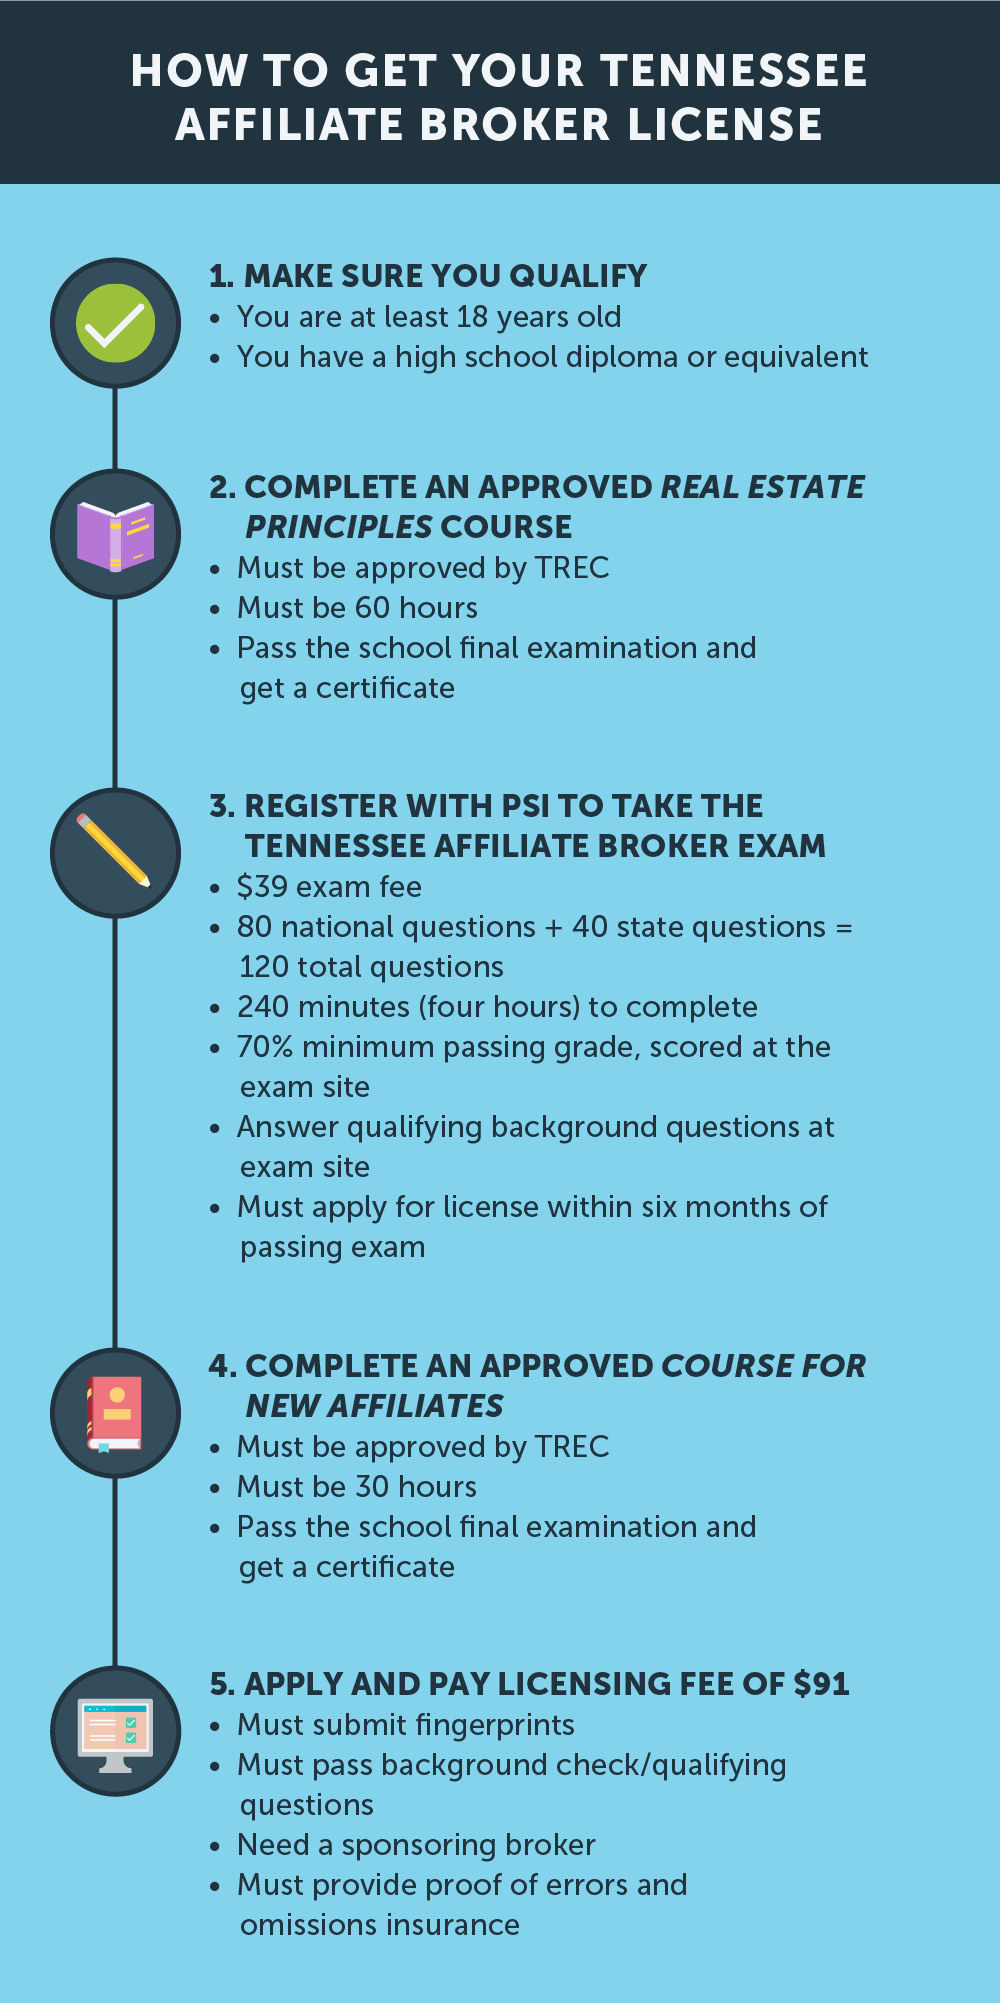 HOW TO GET YOUR TENNESSEE
AFFILIATE BROKER LICENSE
1. MAKE SURE YOU QUALIFY
• You are at least 18 years old
• You have a high school diploma or equivalent
2. COMPLETE AN APPROVED REAL ESTATE
PRINCIPLES COURSE
• Must be approved by TREC
• Must be 60 hours
• Pass the school final examination and
get a certificate
3. REGISTER WITH PSI TO TAKE THE
TENNESSEE AFFILIATE BROKER EXAM
• $39 exam fee
• 80 national questions + 40 state questions =
120 total questions
• 240 minutes (four hours) to complete
• 70% minimum passing grade, scored at the
exam site
• Answer qualifying background questions at
exam site
• Must apply for license within six months of
passing exam
4. COMPLETE AN APPROVED COURSE FOR
NEW AFFILIATES
• Must be approved by TREC
• Must be 30 hours
• Pass the school final examination and
get a certificate
5. APPLY AND PAY LICENSING FEE OF $91
• Must submit fingerprints
• Must pass background check/qualifying
questions
• Need a sponsoring broker
• Must provide proof of errors and
omissions insurance